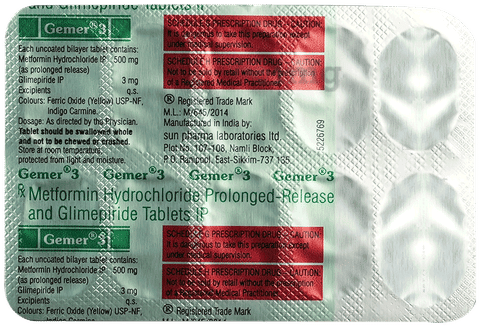 and Glimepiride Tablets IP
Gemer® 3
Each uncoated bilayer tablet contains:
Metformin Hydrochloride IP 500 mg
(as prolonged release)
Glimepiride IP 3 mg
Excipients q.s.
Colours: Ferric Oxide (Yellow) USP-NF,
Indigo Carmine.
Dosage: As directed by the Physician.
Tablet should be swallowed whole
and not to be chewed or crushed.
Store at room temperature,
protected from light and moisture.
SCHEDULE G PRESCRIPTION DRUG - CAUTION:
It is dangerous to take this preparation except
under medical supervision.
SCHEDULE H PRESCRIPTION DRUG - CAUTION:
Not to be sold by retail without the prescription
of a Registered Medical Practitioner.
® Registered Trade Mark
M.L.: M/645/2014
Manufactured in India by:
sun pharma laboratories ltd.
Plot No. 107-108, Namli Block,
P.O. Ranipool, East-Sikkim-737 135
5226769
Gemer® 3 Gemer® 3 Gemer® 3 Gemer® 3
Rx Metformin Hydrochloride Prolonged-Release
and Glimepiride Tablets IP
Gemer® 3
Each uncoated bilayer tablet contains:
Metformin Hydrochloride IP 500 mg
(as prolonged release)
Glimepiride IP 3 mg
Excipients q.s.
Colours: Ferric Oxide (Yellow) USP-NF,
Indigo Carmine.
SCHEDULE G PRESCRIPTION DRUG - CAUTION:
It is dangerous to take this preparation except
under medical supervision.
SCHEDULE H PRESCRIPTION DRUG - CAUTION:
Not to be sold by retail without the prescription
of a Registered Medical Practitioner.
® Registered Trade Mark
M.L.: M/645/2014